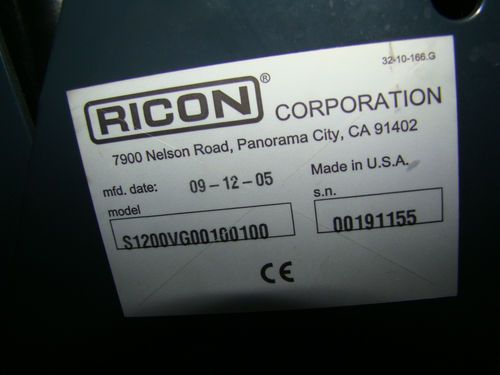 32-10-166.G
RICON® CORPORATION
7900 Nelson Road, Panorama City, CA 91402
mfd. date: 09-12-05 Made in U.S.A.
model s.n.
S1200VG00100100 00191155
CE